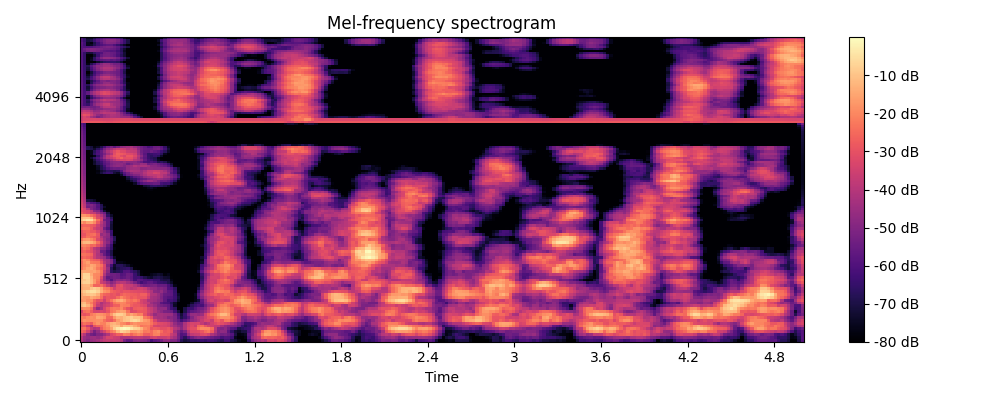 Mel-frequency spectrogram
Hz
4096
2048
1024
512
0
0 0.6 1.2 1.8 2.4 3 3.6 4.2 4.8
Time
-10 dB
-20 dB
-30 dB
-40 dB
-50 dB
-60 dB
-70 dB
-80 dB